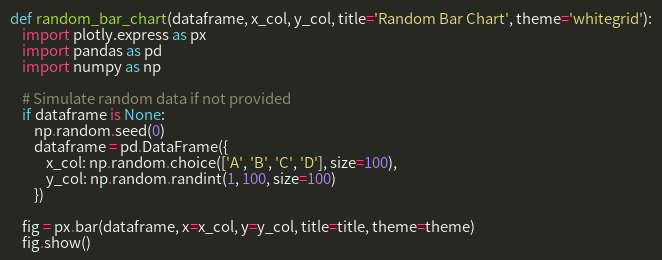 def random_bar_chart(dataframe, x_col, y_col, title='Random Bar Chart', theme='whitegrid'):
import plotly.express as px
import pandas as pd
import numpy as np
# Simulate random data if not provided
if dataframe is None:
np.random.seed(0)
dataframe = pd.DataFrame({
x_col: np.random.choice(['A', 'B', 'C', 'D'], size=100),
y_col: np.random.randint(1, 100, size=100)
})
fig = px.bar(dataframe, x=x_col, y=y_col, title=title, theme=theme)
fig.show()